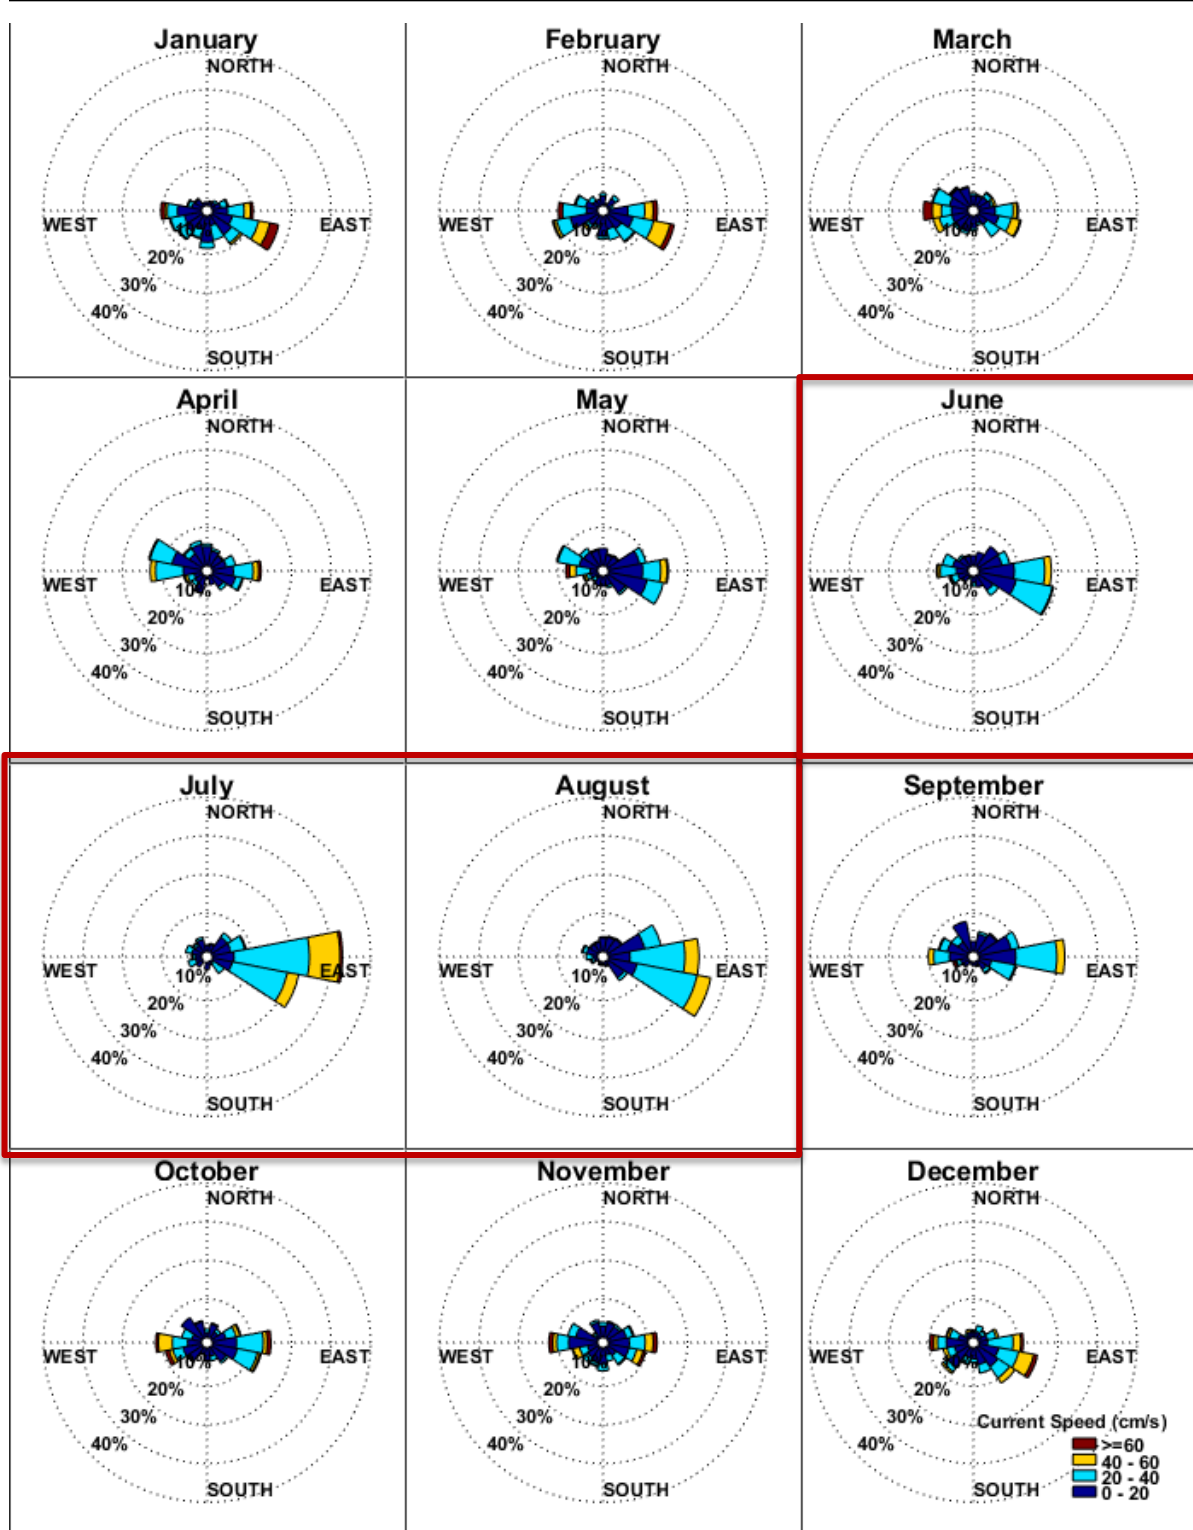 January
NORTH
WEST
EAST
10%
20%
30%
40%
SOUTH
February
NORTH
WEST
EAST
10%
20%
30%
40%
SOUTH
March
NORTH
WEST
EAST
10%
20%
30%
40%
SOUTH
April
NORTH
WEST
EAST
10%
20%
30%
40%
SOUTH
May
NORTH
WEST
EAST
10%
20%
30%
40%
SOUTH
June
NORTH
WEST
EAST
10%
20%
30%
40%
SOUTH
July
NORTH
WEST
EAST
10%
20%
30%
40%
SOUTH
August
NORTH
WEST
EAST
10%
20%
30%
40%
SOUTH
September
NORTH
WEST
EAST
10%
20%
30%
40%
SOUTH
October
NORTH
WEST
EAST
10%
20%
30%
40%
SOUTH
November
NORTH
WEST
EAST
10%
20%
30%
40%
SOUTH
December
NORTH
WEST
EAST
20%
30%
40%
SOUTH
Current Speed (cm/s)
>=60
40 - 60
20 - 40
0 - 20